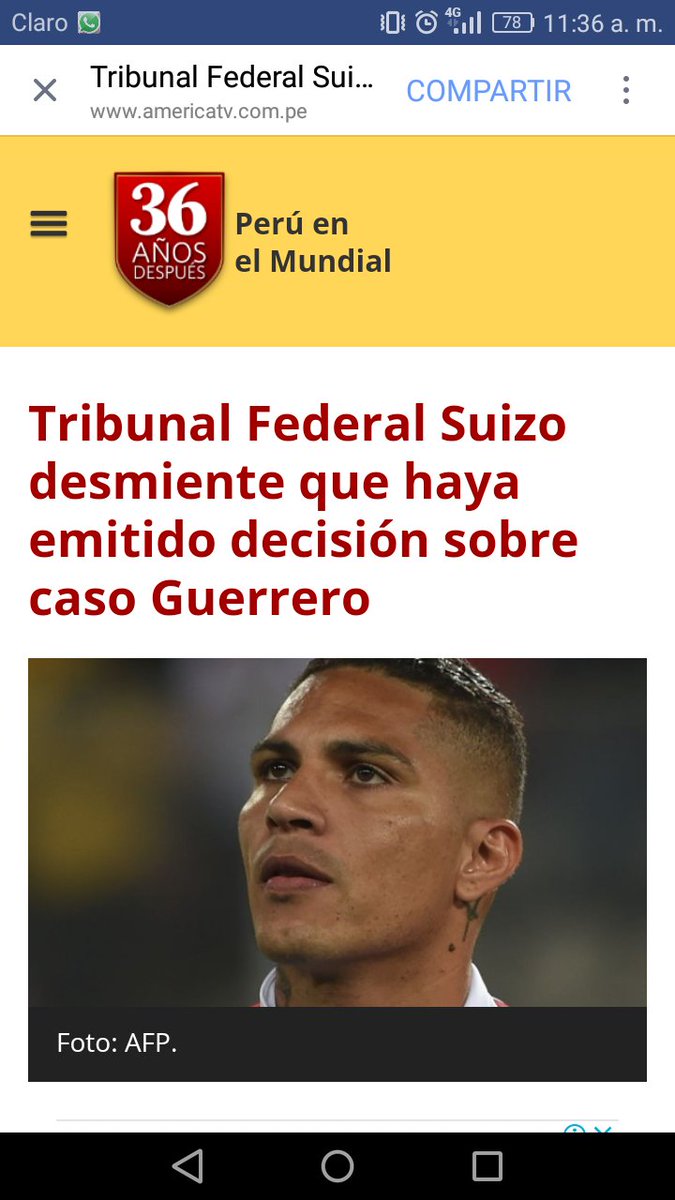 Claro
4G
78
11:36 a. m.
Tribunal Federal Sui...
www.americatv.com.pe
COMPARTIR
36
AÑOS
DESPUÉS
Perú en
el Mundial
Tribunal Federal Suizo
desmiente que haya
emitido decisión sobre
caso Guerrero
Foto: AFP.